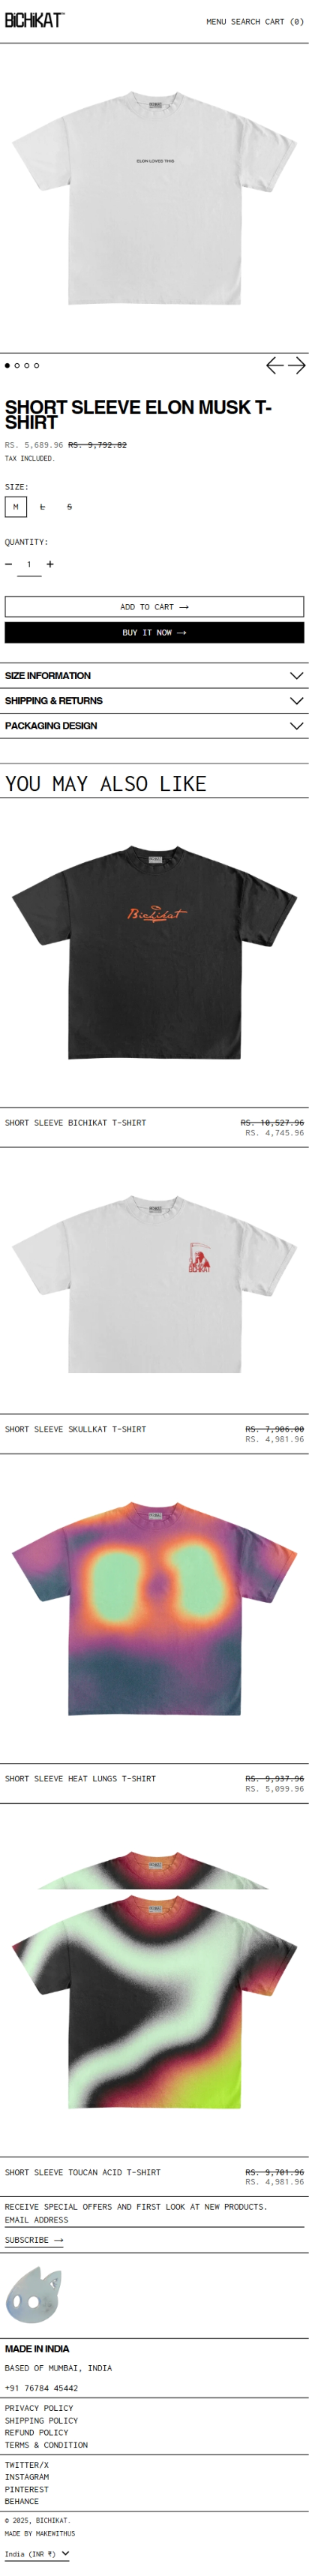 BiCHiKAT™
MENU SEARCH CART (0)
ELON LOVED THIS
SHORT SLEEVE ELON MUSK T-
SHIRT
RS. 5,689.96 RS. 9,792.82
TAX INCLUDED.
SIZE:
M L S
QUANTITY:
− 1 +
ADD TO CART →
BUY IT NOW →
SIZE INFORMATION
SHIPPING & RETURNS
PACKAGING DESIGN
YOU MAY ALSO LIKE
Bichikat
SHORT SLEEVE BICHIKAT T-SHIRT RS. 10,527.96
RS. 4,745.96
BICHIKAT
SHORT SLEEVE SKULLKAT T-SHIRT RS. 7,906.00
RS. 4,981.96
SHORT SLEEVE HEAT LUNGS T-SHIRT RS. 9,937.96
RS. 5,099.96
SHORT SLEEVE TOUCAN ACID T-SHIRT RS. 9,701.96
RS. 4,981.96
RECEIVE SPECIAL OFFERS AND FIRST LOOK AT NEW PRODUCTS.
EMAIL ADDRESS
SUBSCRIBE →
MADE IN INDIA
BASED OF MUMBAI, INDIA
+91 76784 45442
PRIVACY POLICY
SHIPPING POLICY
REFUND POLICY
TERMS & CONDITION
TWITTER/X
INSTAGRAM
PINTEREST
BEHANCE
© 2025, BICHIKAT.
MADE BY MAKEWITHUS
India (INR ₹)